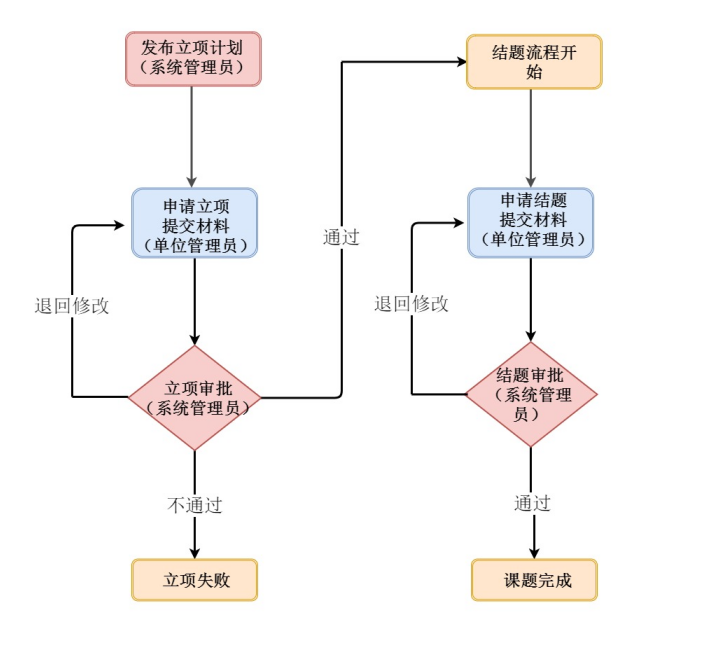 发布立项计划
（系统管理员）
申请立项
提交材料
（单位管理员）
退回修改
立项审批
（系统管理员）
不通过
立项失败
通过
结题流程开
始
申请结题
提交材料
（单位管理员）
退回修改
结题审批
（系统管理
员）
通过
课题完成